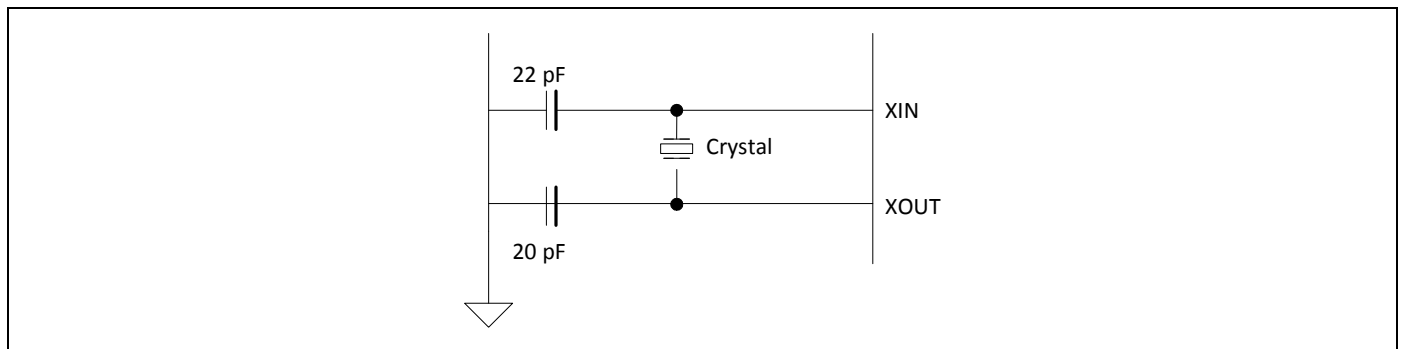 22 pF
XIN
Crystal
XOUT
20 pF